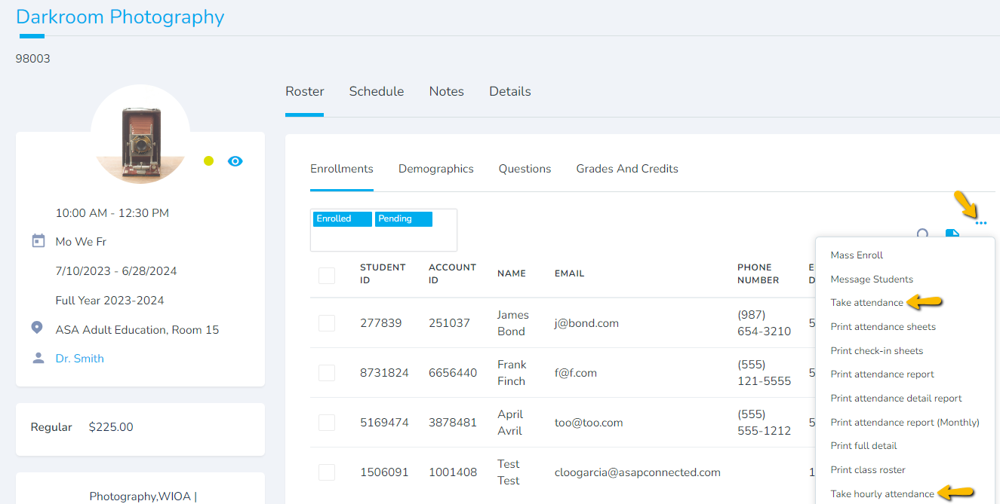 Darkroom Photography
98003
Roster Schedule Notes Details
10:00 AM - 12:30 PM
Mo We Fr
7/10/2023 - 6/28/2024
Full Year 2023-2024
ASA Adult Education, Room 15
Dr. Smith
Regular $225.00
Photography,WIOA |
Enrollments Demographics Questions Grades And Credits
Enrolled Pending
STUDENT ID ACCOUNT ID NAME EMAIL PHONE NUMBER E D
277839 251037 James Bond j@bond.com (987) 654-3210 5
8731824 6656440 Frank Finch f@f.com (555) 121-5555 5
5169474 3878481 April Avril too@too.com (555) 555-1212 5
1506091 1001408 Test Test cloogarcia@asapconnected.com 1
Mass Enroll
Message Students
Take attendance
Print attendance sheets
Print check-in sheets
Print attendance report
Print attendance detail report
Print attendance report (Monthly)
Print full detail
Print class roster
Take hourly attendance